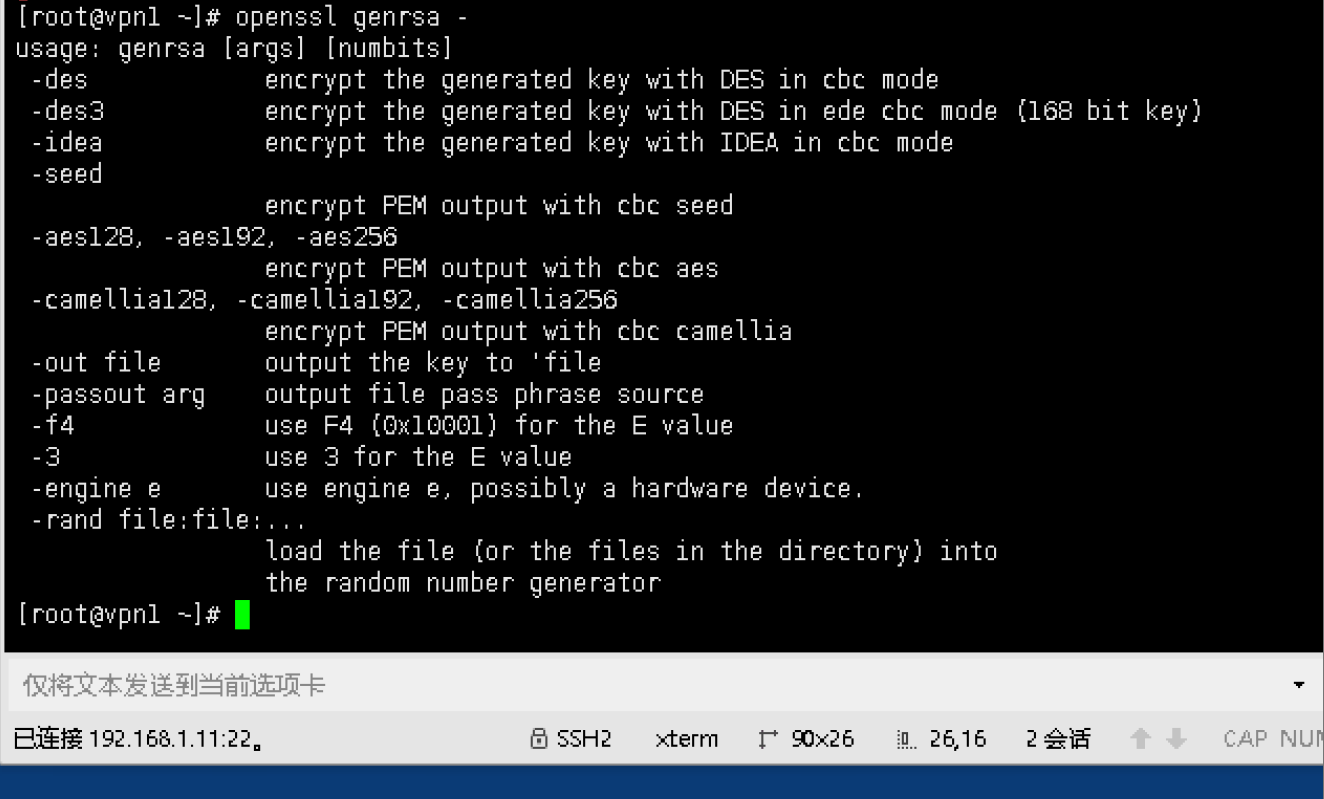 [root@vpn1 ~]# openssl genrsa -
usage: genrsa [args] [numbits]
 -des            encrypt the generated key with DES in cbc mode
 -des3           encrypt the generated key with DES in ede cbc mode (168 bit key)
 -idea           encrypt the generated key with IDEA in cbc mode
 -seed
                 encrypt PEM output with cbc seed
 -aes128, -aes192, -aes256
                 encrypt PEM output with cbc aes
 -camellia128, -camellia192, -camellia256
                 encrypt PEM output with cbc camellia
 -out file       output the key to 'file
 -passout arg    output file pass phrase source
 -f4             use F4 (0x10001) for the E value
 -3              use 3 for the E value
 -engine e       use engine e, possibly a hardware device.
 -rand file:file:...
                 load the file (or the files in the directory) into
                 the random number generator
[root@vpn1 ~]#
仅将文本发送到当前选项卡
已连接 192.168.1.11:22。 SSH2 xterm 90×26 26,16 2 会话 CAP NUM